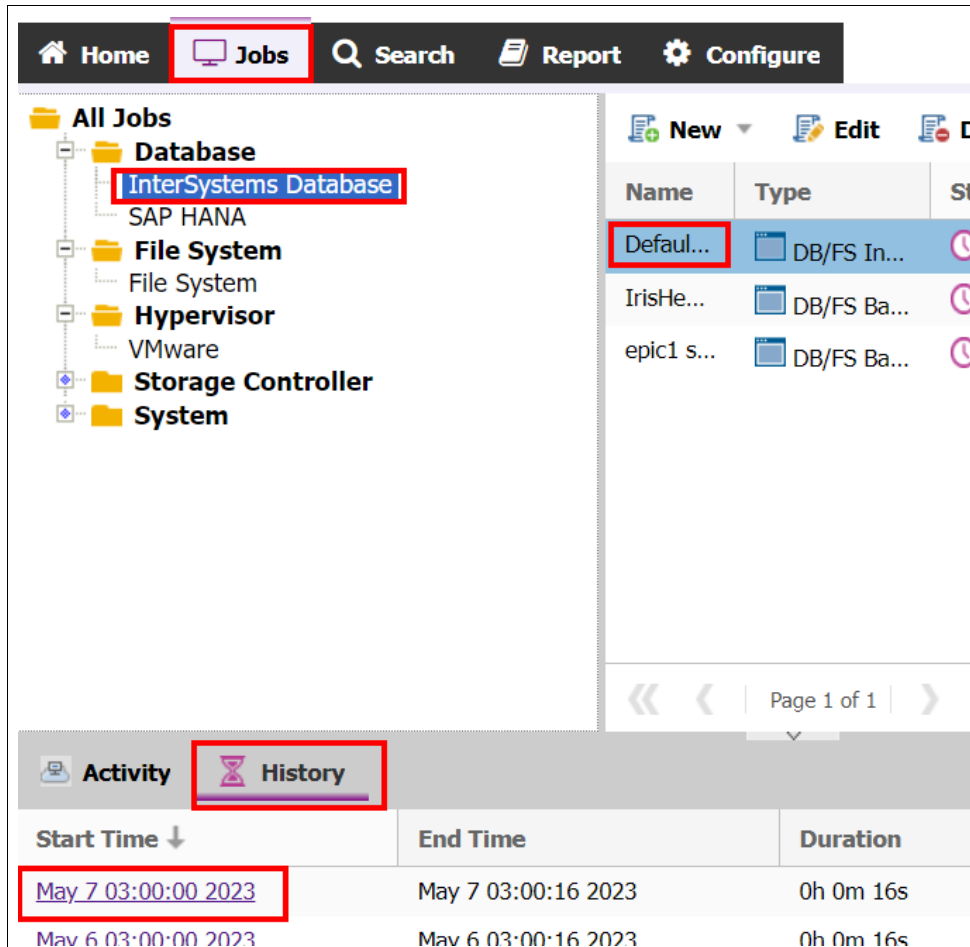 Home Jobs Search Report Configure
All Jobs
Database
InterSystems Database
SAP HANA
File System
File System
Hypervisor
VMware
Storage Controller
System
New Edit D
Name Type St
Defaul... DB/FS In...
IrisHe... DB/FS Ba...
epic1 s... DB/FS Ba...
Page 1 of 1
Activity History
Start Time End Time Duration
May 7 03:00:00 2023 May 7 03:00:16 2023 0h 0m 16s
May 6 03:00:00 2023 May 6 03:00:16 2023 0h 0m 16s